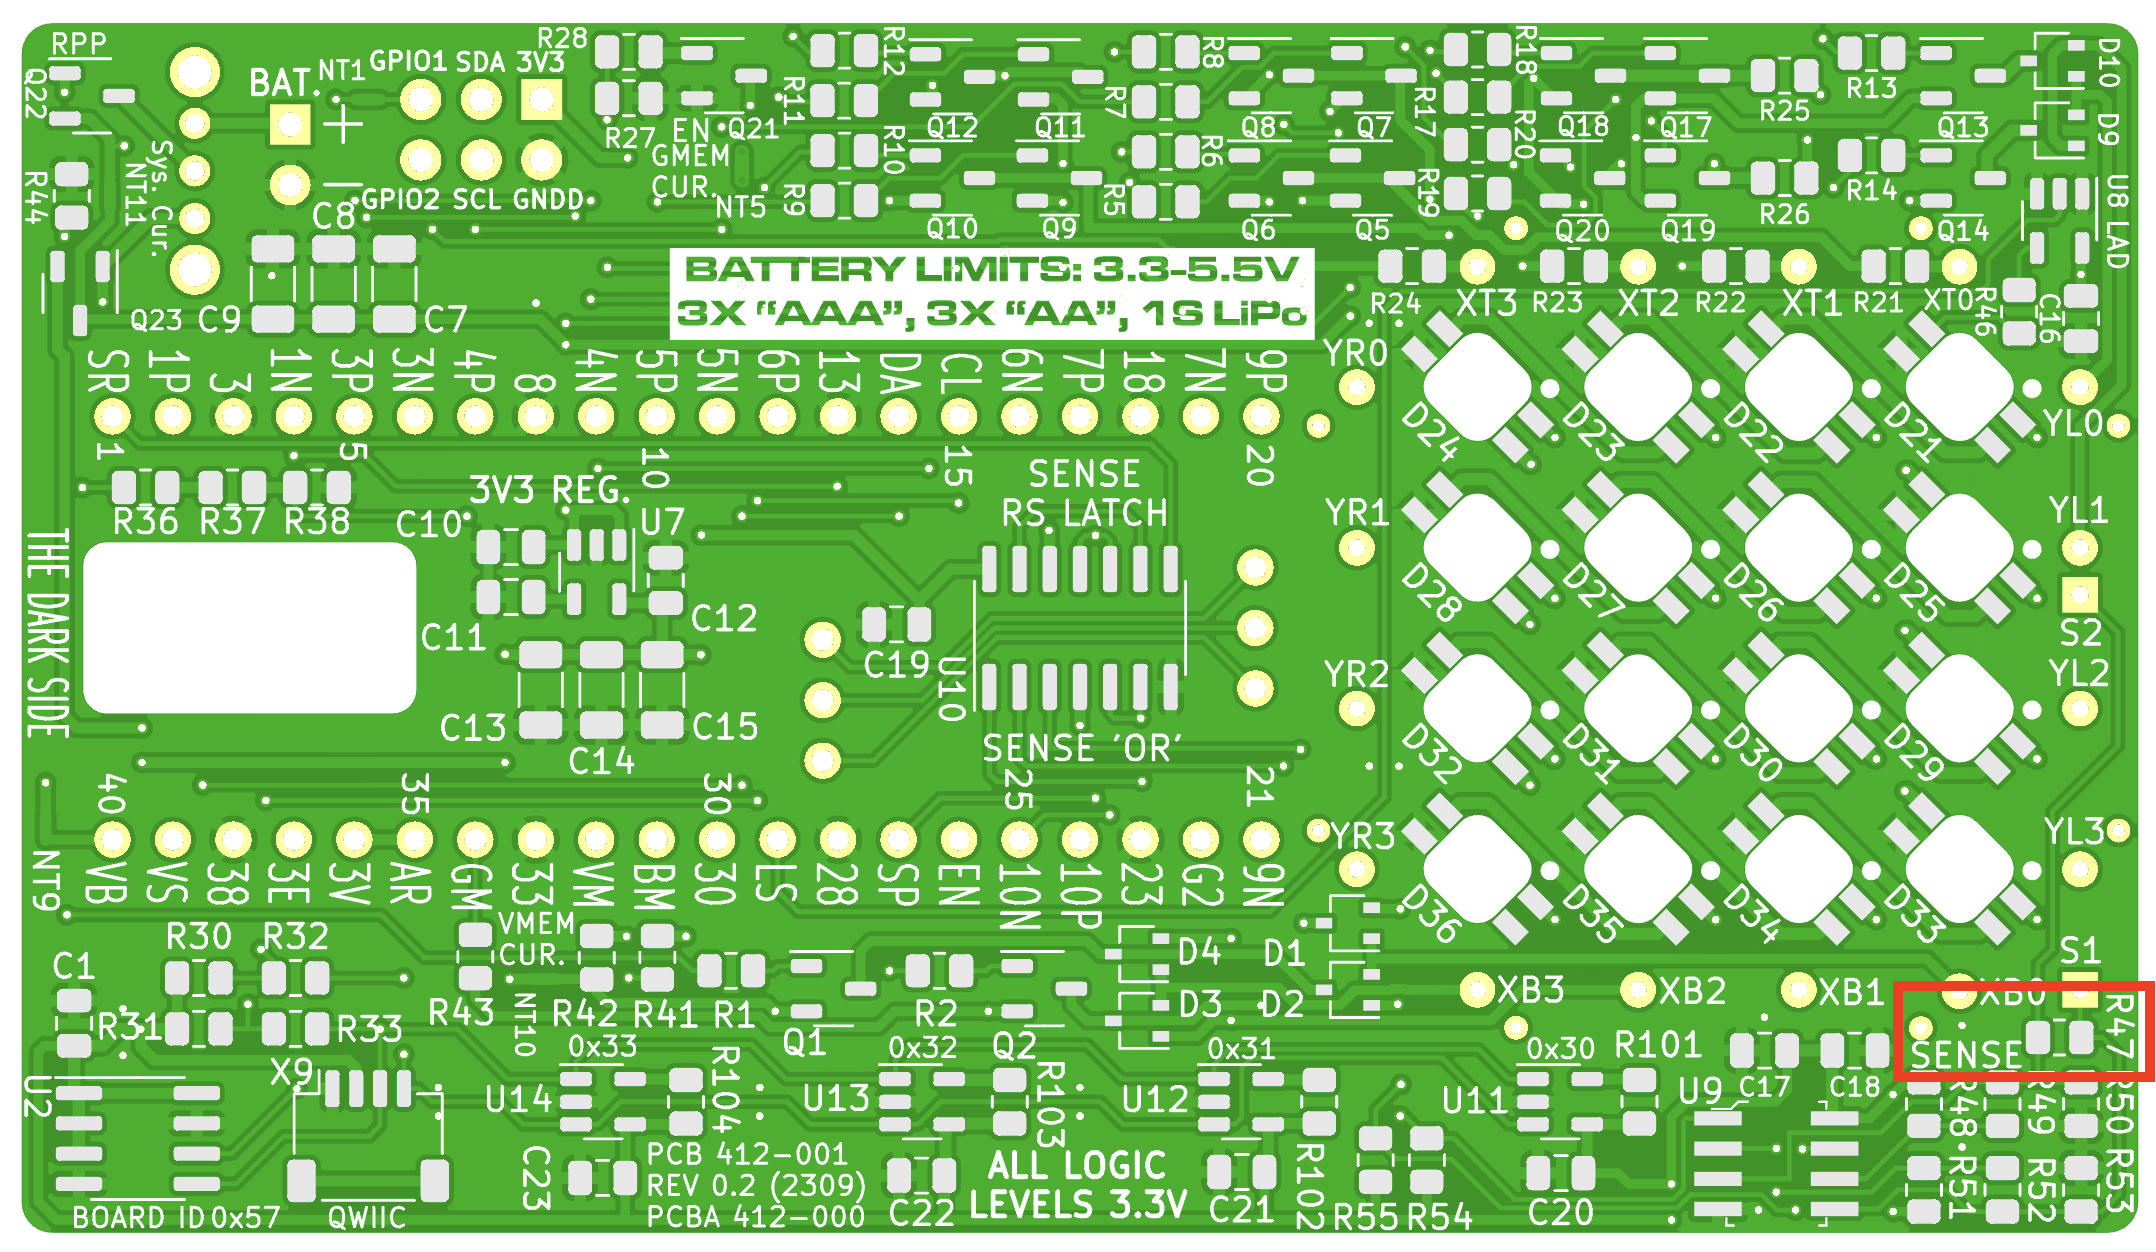 RPP
Q22
BAT.
NT1
GPIO1 SDA 3V3
R28
R27
EN
GMEM
CUR.
Q21
NT5
R12
R11
R10
R9
Q12
Q11
Q10
Q9
R8
R7
R6
R5
Q8
Q7
Q6
Q5
R18
R17
R20
R19
Q18
Q17
Q20
Q19
R25
R26
R13
R14
Q13
Q14
D10
D9
U8 LAD
R44
NT11
Sys. Cur.
+
-
GPIO2 SCL GNDD
C8
C9
C7
Q23
BATTERY LIMITS: 3.3-5.5V
3X “AAA”, 3X “AA”, 1S LiPo
R24
XT3
R23
XT2
R22
XT1
R21
XT0
R46
C16
SR 1P 3 1N 3P 3N 4P 8 4N 5P 5N 6P 13 DA CL 6N 7P 18 7N 9P
1
5
10
15
20
YR0
YL0
D24
D23
D22
D21
R36
R37
R38
3V3 REG.
C10
U7
SENSE
RS LATCH
YR1
YL1
D28
D27
D26
D25
S2
THE DARK SIDE
C11
C12
C19
U10
YR2
YL2
C13
C14
C15
SENSE 'OR'
D32
D31
D30
D29
40
35
30
25
21
YR3
YL3
NT9
VB VS 38 3E 3V AR GM 33 VM BM 30 LS 28 SP EN 10N 10P 23 G2 9N
D36
D35
D34
D33
R30
R32
VMEM
CUR.
C1
R31
R33
R43
NT10
R42
R41
R1
Q1
R2
Q2
D4
D3
D1
D2
XB3
XB2
XB1
XB0
S1
R47
SENSE
U2
X9
0x33
U14
R104
0x32
U13
R103
0x31
U12
R102
0x30
U11
R101
U9
C17
C18
R48
R49
R50
R51
R52
R53
BOARD ID 0x57
QWIIC
C23
PCB 412-001
REV 0.2 (2309)
PCBA 412-000
C22
ALL LOGIC
LEVELS 3.3V
C21
R55
R54
C20